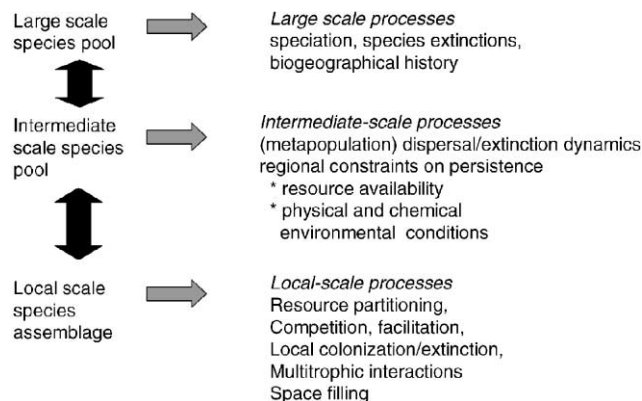 Large scale
species pool
Large scale processes
speciation, species extinctions,
biogeographical history
Intermediate
scale species
pool
Intermediate-scale processes
(metapopulation) dispersal/extinction dynamics
regional constraints on persistence
* resource availability
* physical and chemical
environmental conditions
Local scale
species
assemblage
Local-scale processes
Resource partitioning,
Competition, facilitation,
Local colonization/extinction,
Multitrophic interactions
Space filling